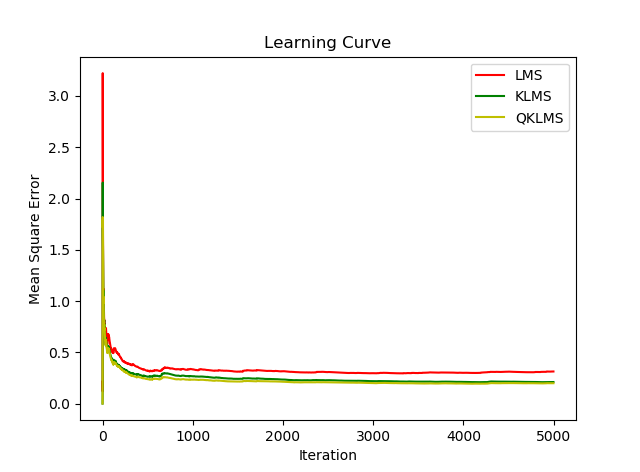 Learning Curve
LMS
KLMS
QKLMS
Mean Square Error
3.0
2.5
2.0
1.5
1.0
0.5
0.0
0 1000 2000 3000 4000 5000
Iteration